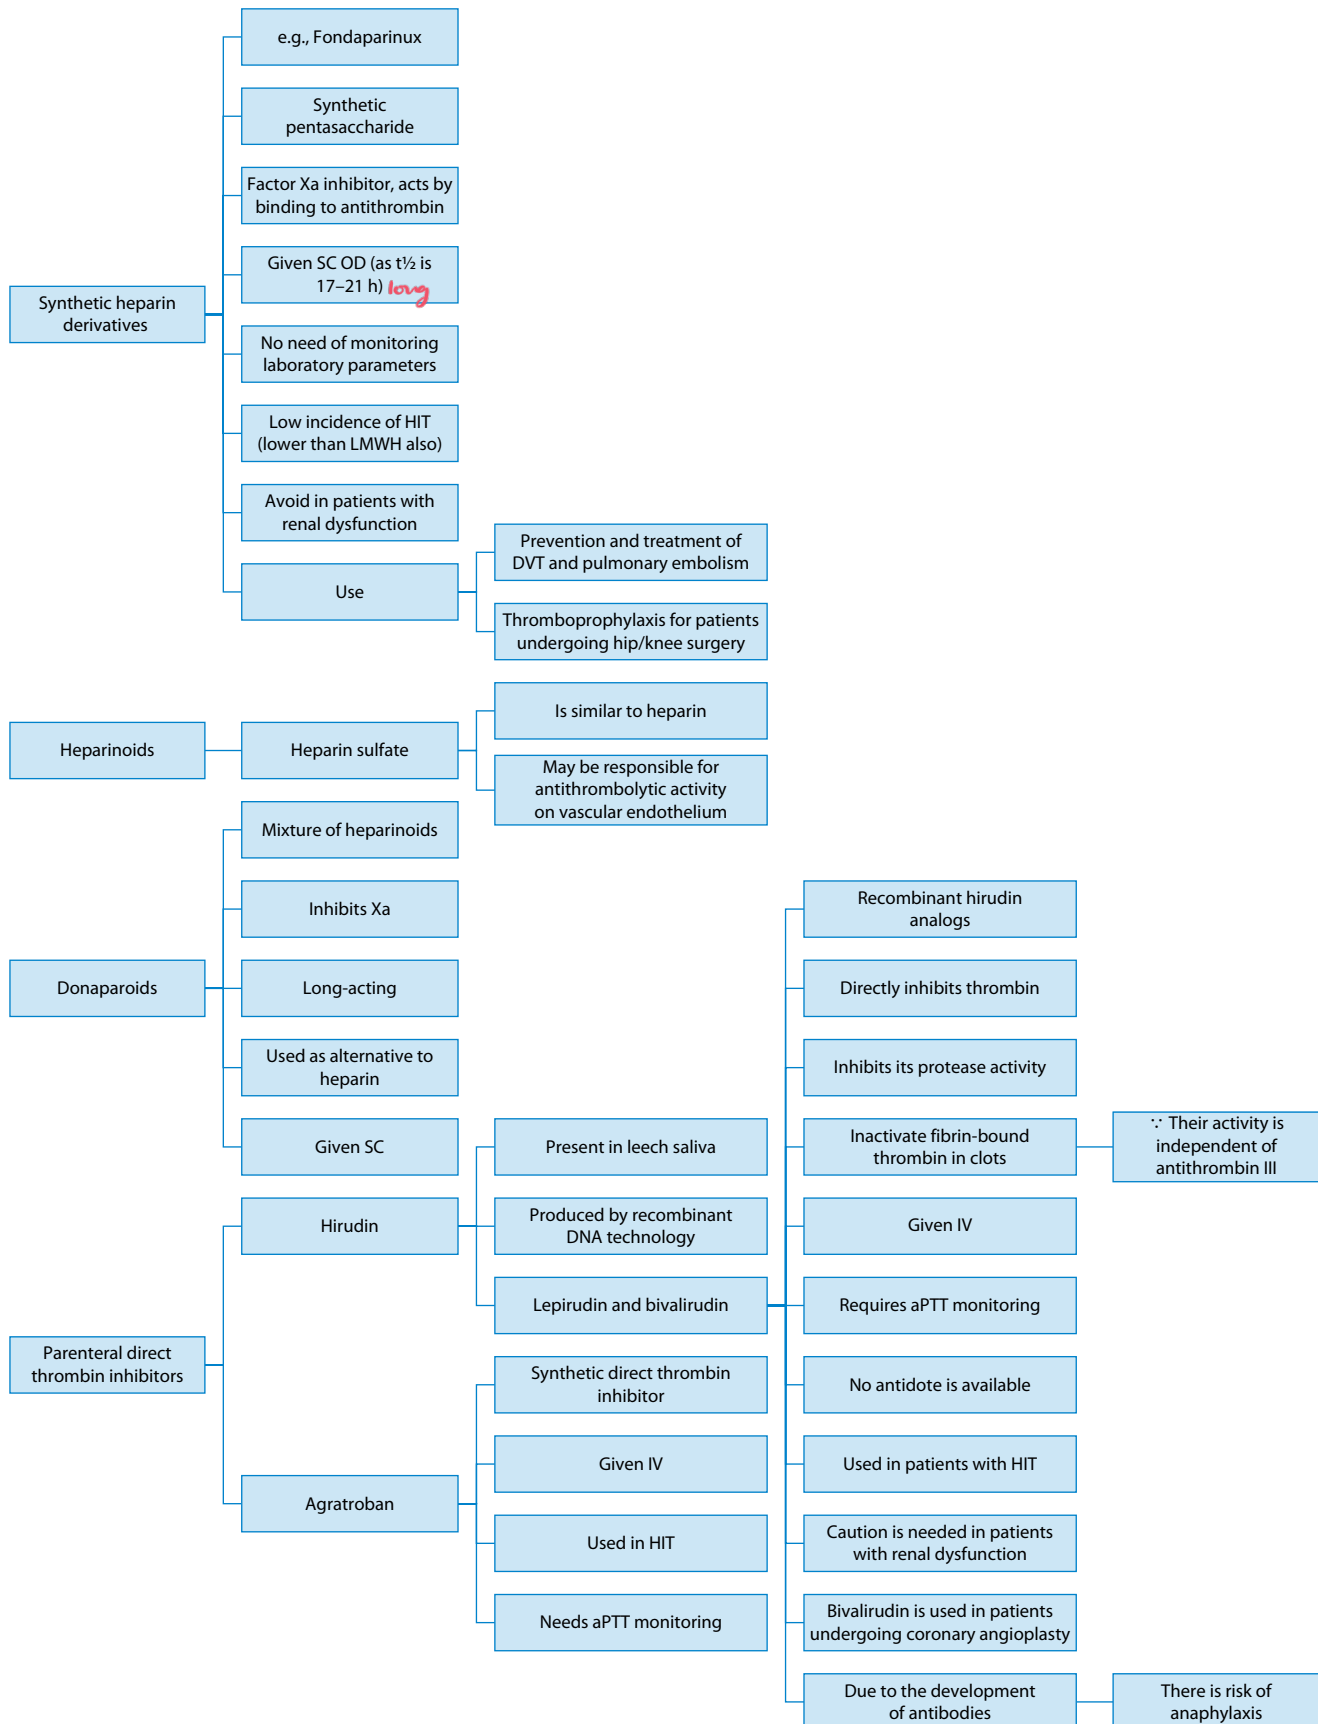 e.g., Fondaparinux
Synthetic
pentasaccharide
Factor Xa inhibitor, acts by
binding to antithrombin
Given SC OD (as t½ is
17–21 h) long
Synthetic heparin
derivatives
No need of monitoring
laboratory parameters
Low incidence of HIT
(lower than LMWH also)
Avoid in patients with
renal dysfunction
Use
Prevention and treatment of
DVT and pulmonary embolism
Thromboprophylaxis for patients
undergoing hip/knee surgery
Heparinoids
Heparin sulfate
Is similar to heparin
May be responsible for
antithrombolytic activity
on vascular endothelium
Donaparoids
Mixture of heparinoids
Inhibits Xa
Long-acting
Used as alternative to
heparin
Given SC
Parenteral direct
thrombin inhibitors
Hirudin
Present in leech saliva
Produced by recombinant
DNA technology
Lepirudin and bivalirudin
Recombinant hirudin
analogs
Directly inhibits thrombin
Inhibits its protease activity
Inactivate fibrin-bound
thrombin in clots
∵ Their activity is
independent of
antithrombin III
Given IV
Requires aPTT monitoring
No antidote is available
Used in patients with HIT
Caution is needed in patients
with renal dysfunction
Bivalirudin is used in patients
undergoing coronary angioplasty
Due to the development
of antibodies
There is risk of
anaphylaxis
Agratroban
Synthetic direct thrombin
inhibitor
Given IV
Used in HIT
Needs aPTT monitoring